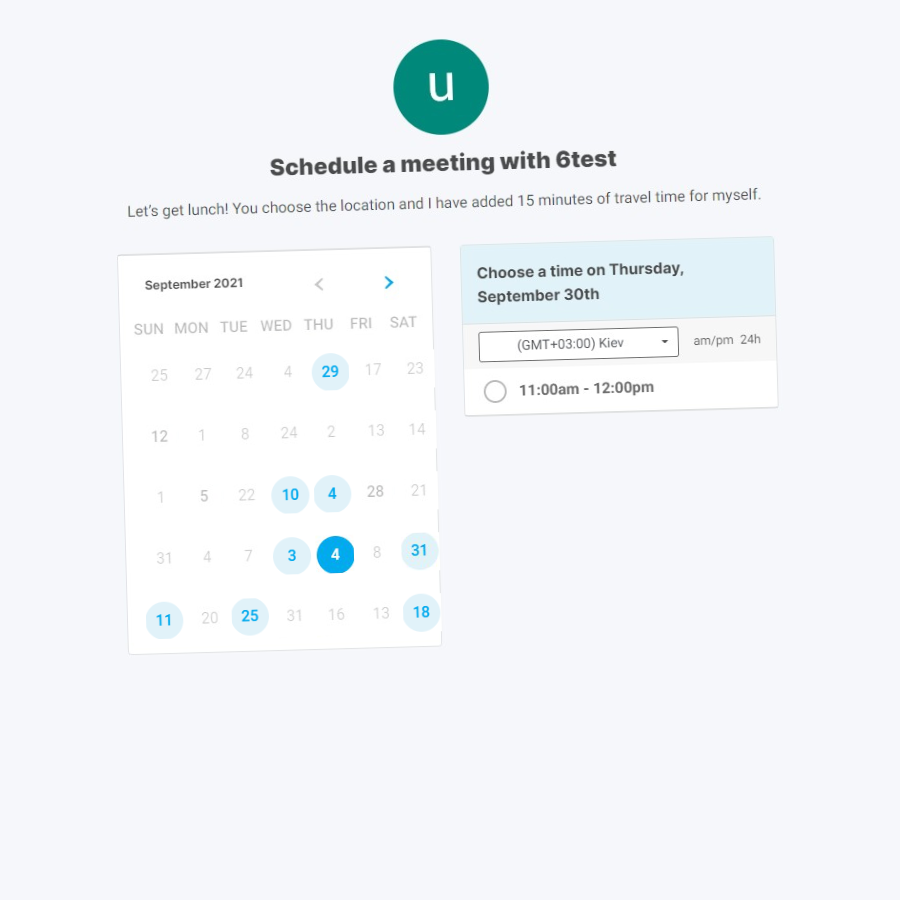 u
Schedule a meeting with 6test
Let's get lunch! You choose the location and I have added 15 minutes of travel time for myself.
September 2021
SUN MON TUE WED THU FRI SAT
25 27 24 4 29 17 23
12 1 8 24 2 13 14
1 5 22 10 4 28 21
31 4 7 3 4 8 31
11 20 25 31 16 13 18
Choose a time on Thursday,
September 30th
(GMT+03:00) Kiev am/pm 24h
11:00am - 12:00pm